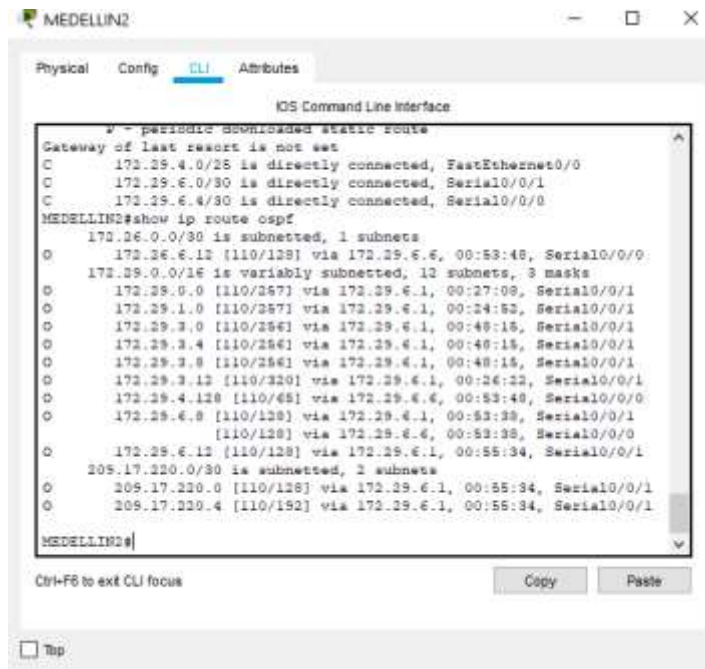 MEDELLIN2
Physical Config CLI Attributes
IOS Command Line Interface
- periodic downloaded static route
Gateway of last resort is not set
C 172.29.4.0/25 is directly connected, FastEthernet0/0
C 172.29.6.0/30 is directly connected, Serial0/0/1
C 172.29.6.4/30 is directly connected, Serial0/0/0
MEDELLIN2#show ip route ospf
172.26.0.0/30 is subnetted, 1 subnets
O 172.26.6.12 [110/128] via 172.29.6.6, 00:53:48, Serial0/0/0
172.29.0.0/16 is variably subnetted, 12 subnets, 3 masks
O 172.29.0.0 [110/257] via 172.29.6.1, 00:27:08, Serial0/0/1
O 172.29.1.0 [110/257] via 172.29.6.1, 00:24:52, Serial0/0/1
O 172.29.3.0 [110/256] via 172.29.6.1, 00:48:15, Serial0/0/1
O 172.29.3.4 [110/256] via 172.29.6.1, 00:48:15, Serial0/0/1
O 172.29.3.8 [110/256] via 172.29.6.1, 00:48:15, Serial0/0/1
O 172.29.3.12 [110/320] via 172.29.6.1, 00:26:22, Serial0/0/1
O 172.29.4.128 [110/65] via 172.29.6.6, 00:53:48, Serial0/0/0
O 172.29.6.8 [110/128] via 172.29.6.1, 00:53:38, Serial0/0/1
[110/128] via 172.29.6.6, 00:53:38, Serial0/0/0
O 172.29.6.12 [110/128] via 172.29.6.1, 00:55:34, Serial0/0/1
209.17.220.0/30 is subnetted, 2 subnets
O 209.17.220.0 [110/128] via 172.29.6.1, 00:55:34, Serial0/0/1
O 209.17.220.4 [110/192] via 172.29.6.1, 00:55:34, Serial0/0/1
MEDELLIN2#
Ctrl+F6 to exit CLI focus Copy Paste
Top